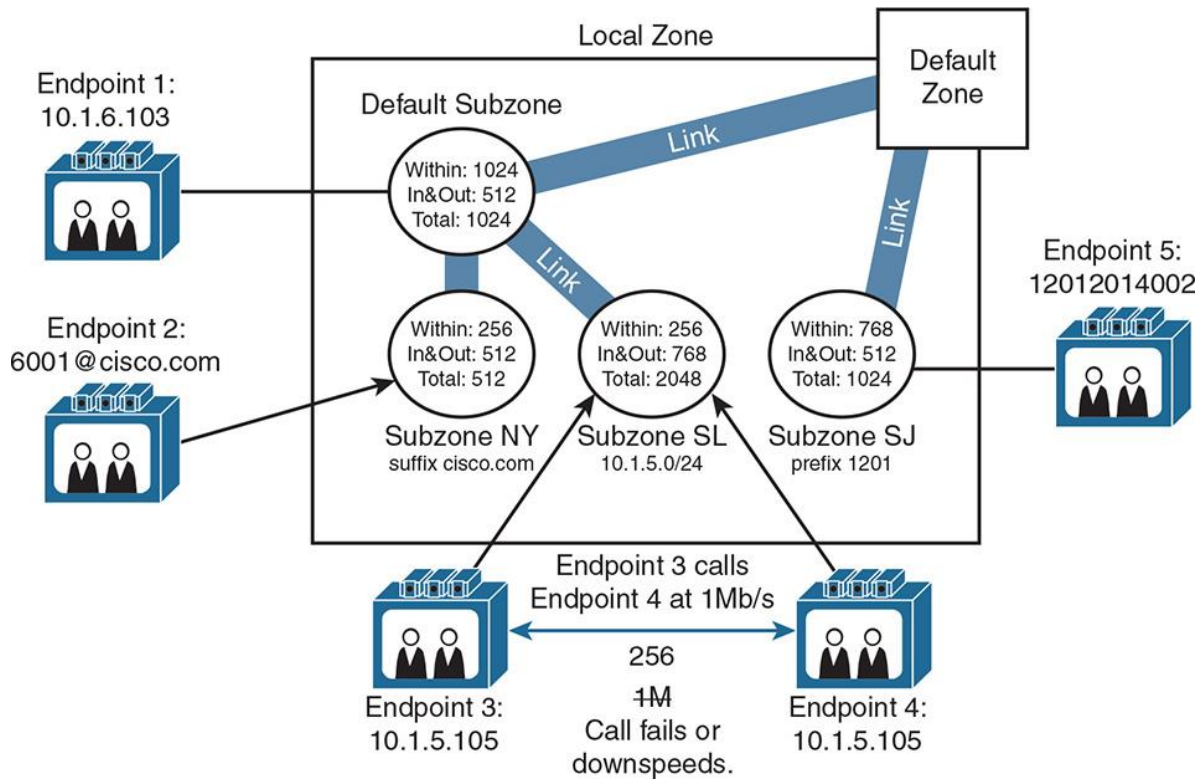 Local Zone
Default
Zone
Endpoint 1:
10.1.6.103
Default Subzone
Link
Within: 1024
In&Out: 512
Total: 1024
Link
Link
Endpoint 5:
12012014002
Endpoint 2:
6001@cisco.com
Within: 256
In&Out: 512
Total: 512
Within: 256
In&Out: 768
Total: 2048
Within: 768
In&Out: 512
Total: 1024
Subzone NY
suffix cisco.com
Subzone SL
10.1.5.0/24
Subzone SJ
prefix 1201
Endpoint 3 calls
Endpoint 4 at 1Mb/s
256
1M
Call fails or
downspeeds.
Endpoint 3:
10.1.5.105
Endpoint 4:
10.1.5.105